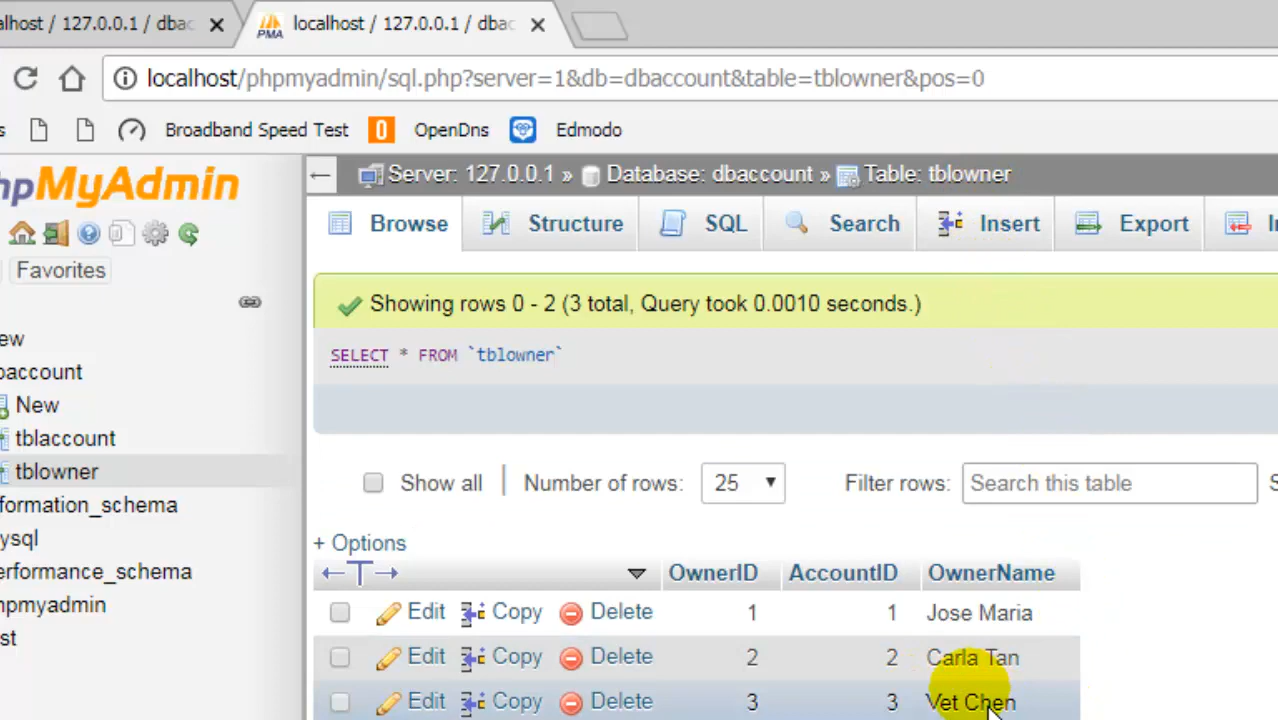 alhost / 127.0.0.1 / dbac
localhost / 127.0.0.1 / dbac
localhost/phpmyadmin/sql.php?server=1&db=dbaccount&table=tblowner&pos=0
s Broadband Speed Test OpenDns Edmodo
hpMyAdmin
Server: 127.0.0.1 » Database: dbaccount » Table: tblowner
Browse Structure SQL Search Insert Export I
Favorites
Showing rows 0 - 2 (3 total, Query took 0.0010 seconds.)
SELECT * FROM `tblowner`
ew
baccount
New
tblaccount
tblowner
formation_schema
ysql
erformance_schema
hpmyadmin
st
Show all Number of rows: 25 Filter rows: Search this table S
+ Options
←T→ OwnerID AccountID OwnerName
Edit Copy Delete 1 1 Jose Maria
Edit Copy Delete 2 2 Carla Tan
Edit Copy Delete 3 3 Vet Chen